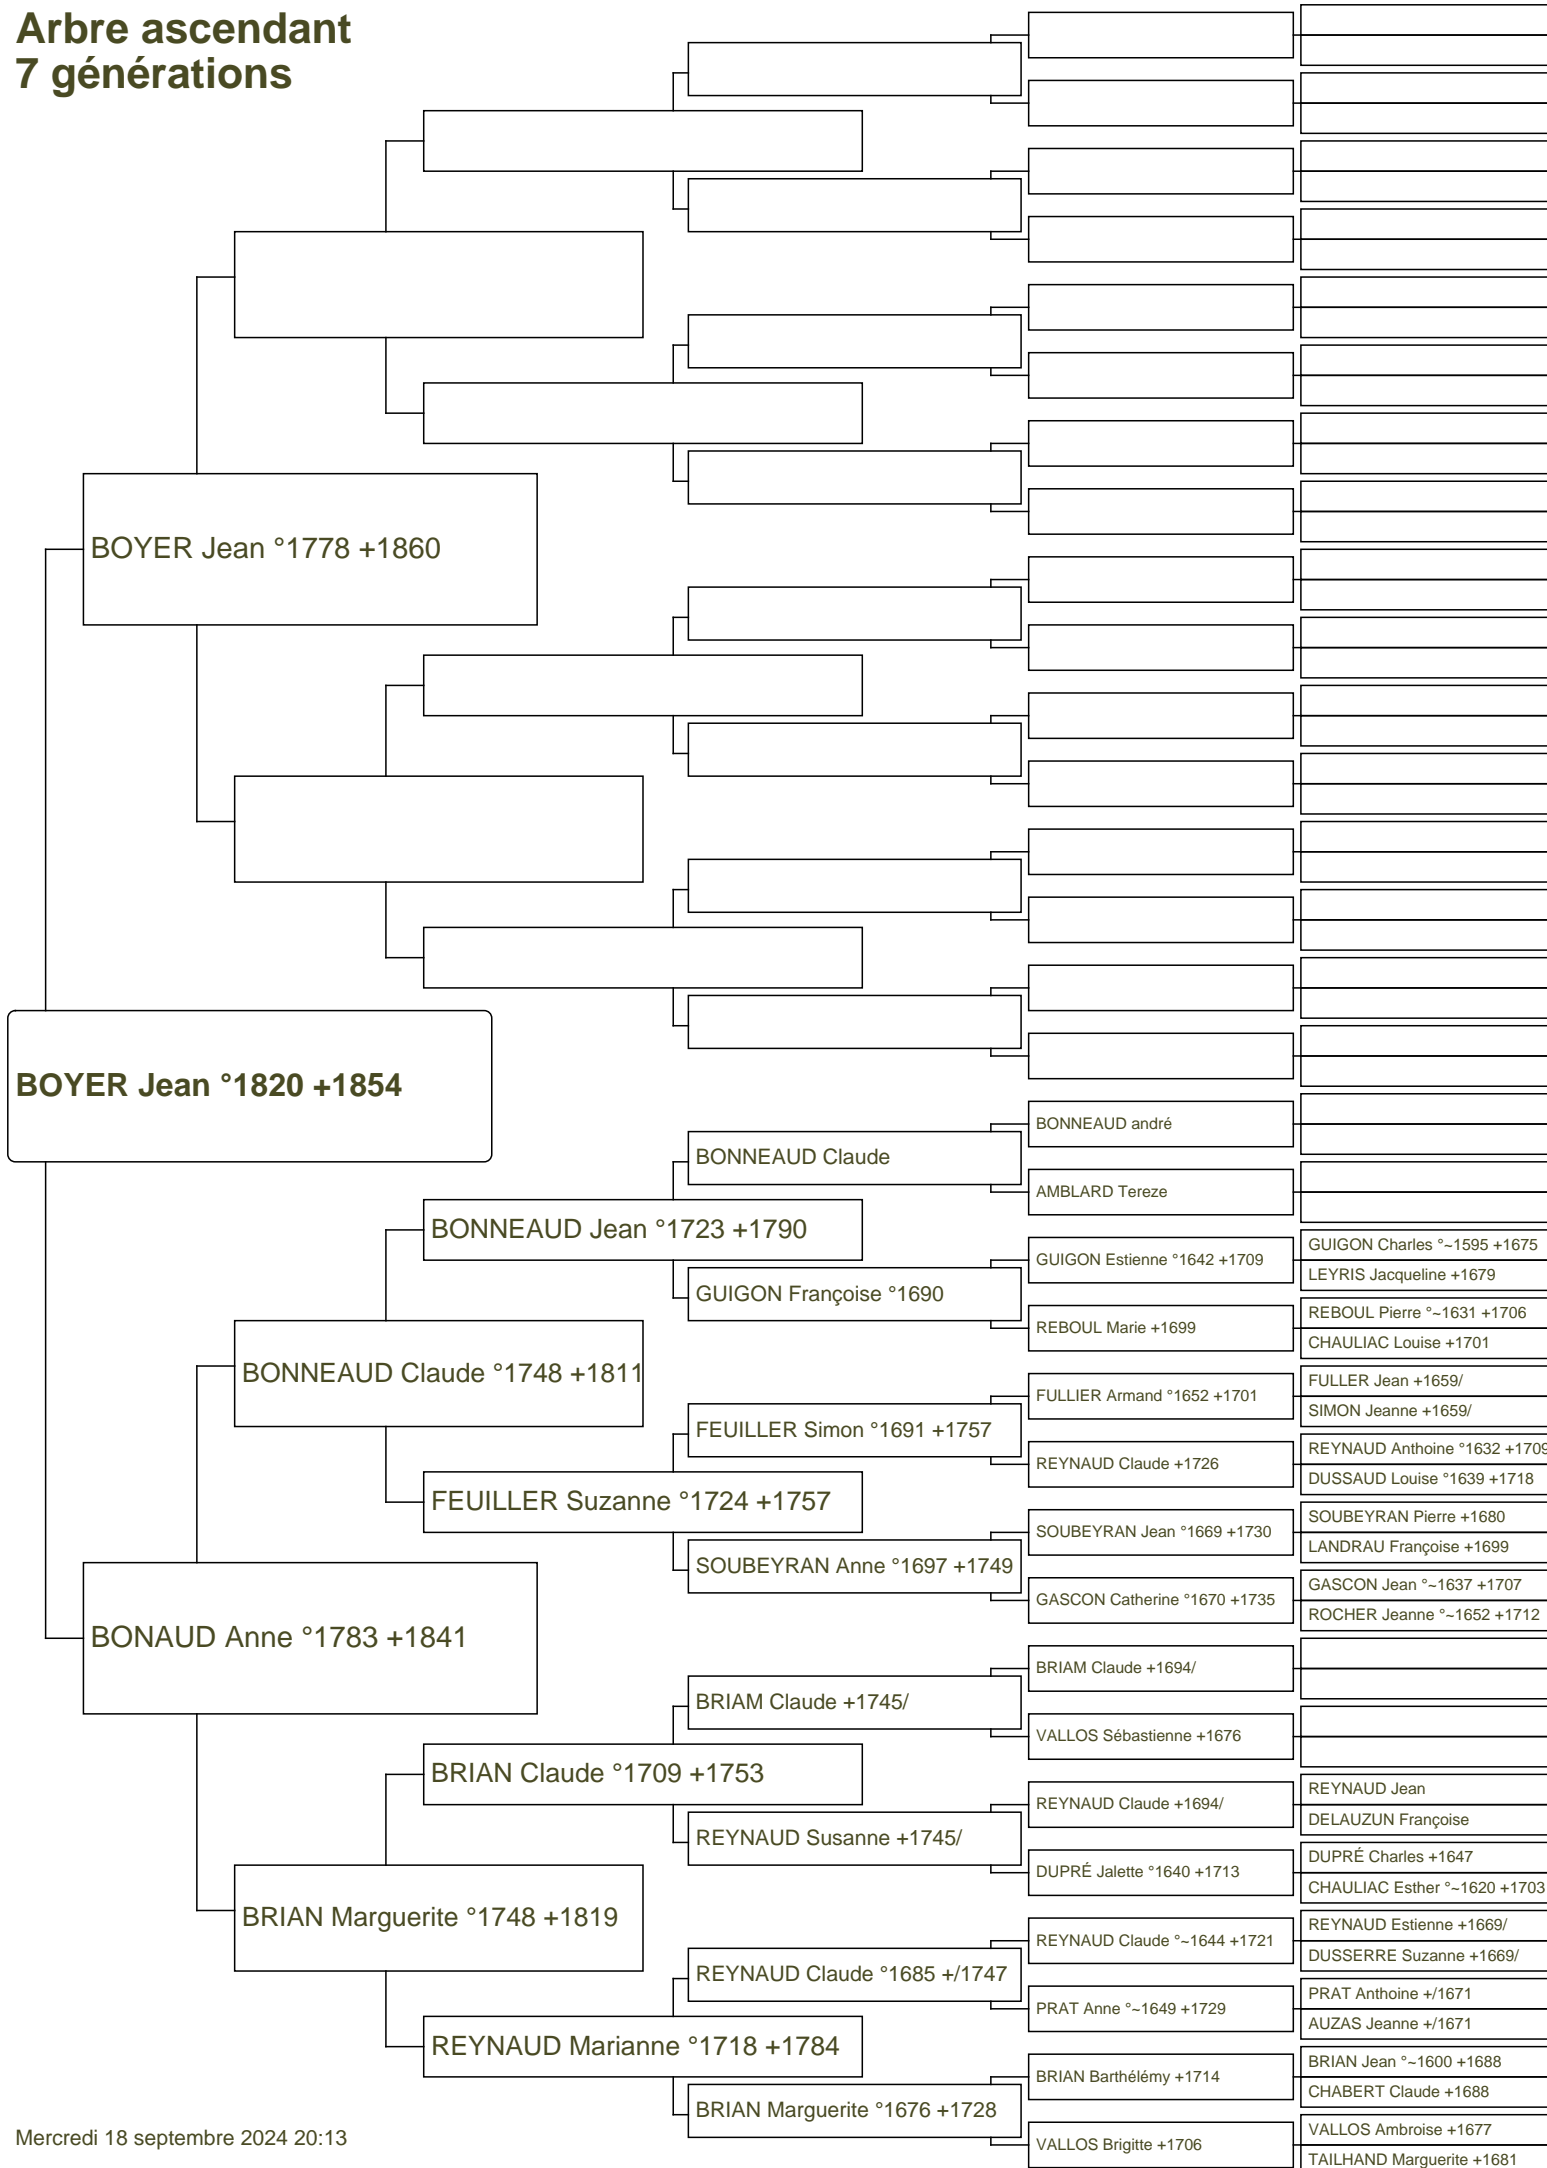 Arbre ascendant
7 générations
BOYER Jean °1778 +1860
BOYER Jean °1820 +1854
BONNEAUD andré
BONNEAUD Claude
AMBLARD Tereze
BONNEAUD Jean °1723 +1790
GUIGON Charles °~1595 +1675
GUIGON Estienne °1642 +1709
LEYRIS Jacqueline +1679
GUIGON Françoise °1690
REBOUL Pierre °~1631 +1706
REBOUL Marie +1699
CHAULIAC Louise +1701
BONNEAUD Claude °1748 +1811
FULLER Jean +1659/
FULLIER Armand °1652 +1701
SIMON Jeanne +1659/
FEUILLER Simon °1691 +1757
REYNAUD Anthoine °1632 +1709
REYNAUD Claude +1726
DUSSAUD Louise °1639 +1718
FEUILLER Suzanne °1724 +1757
SOUBEYRAN Pierre +1680
SOUBEYRAN Jean °1669 +1730
LANDRAU Françoise +1699
SOUBEYRAN Anne °1697 +1749
GASCON Jean °~1637 +1707
GASCON Catherine °1670 +1735
ROCHER Jeanne °~1652 +1712
BONAUD Anne °1783 +1841
BRIAM Claude +1694/
BRIAM Claude +1745/
VALLOS Sébastienne +1676
BRIAN Claude °1709 +1753
REYNAUD Jean
REYNAUD Claude +1694/
DELAUZUN Françoise
REYNAUD Susanne +1745/
DUPRÉ Charles +1647
DUPRÉ Jalette °1640 +1713
CHAULIAC Esther °~1620 +1703
BRIAN Marguerite °1748 +1819
REYNAUD Estienne +1669/
REYNAUD Claude °~1644 +1721
DUSSERRE Suzanne +1669/
REYNAUD Claude °1685 +/1747
PRAT Anthoine +/1671
PRAT Anne °~1649 +1729
AUZAS Jeanne +/1671
REYNAUD Marianne °1718 +1784
BRIAN Jean °~1600 +1688
BRIAN Barthélémy +1714
CHABERT Claude +1688
BRIAN Marguerite °1676 +1728
VALLOS Ambroise +1677
VALLOS Brigitte +1706
TAILHAND Marguerite +1681
Mercredi 18 septembre 2024 20:13